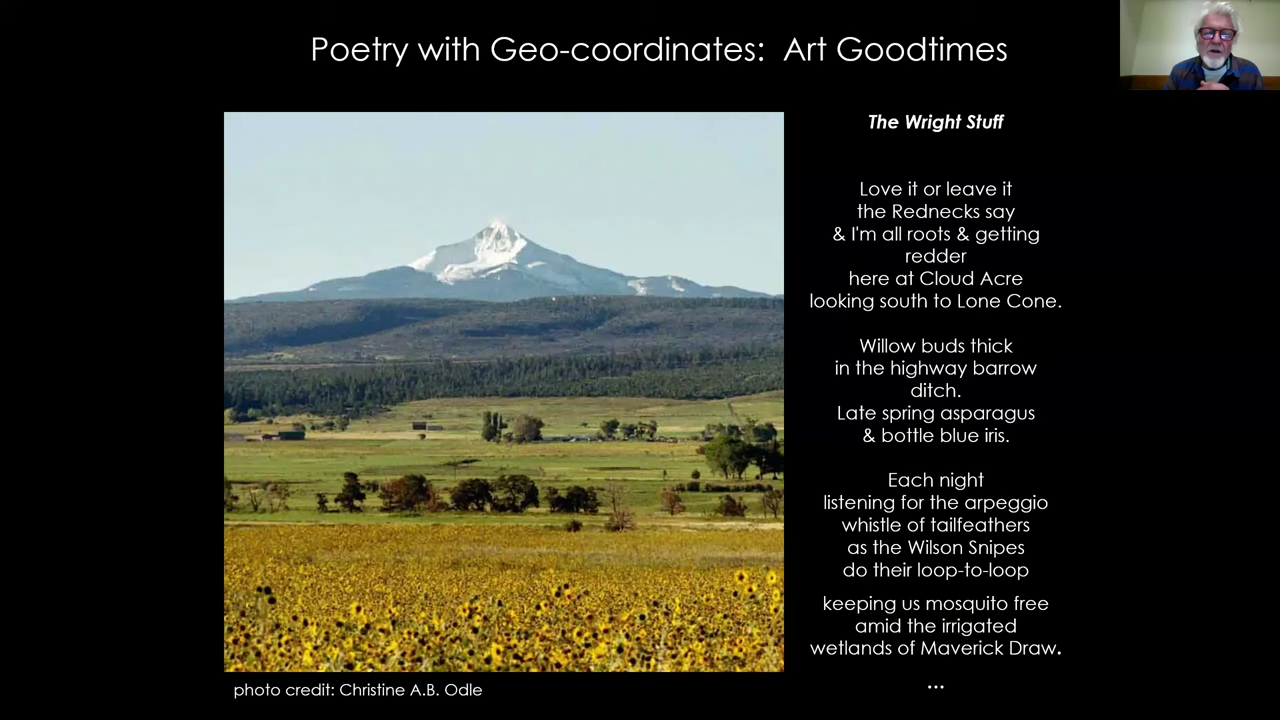 Poetry with Geo-coordinates:  Art Goodtimes
The Wright Stuff
Love it or leave it
the Rednecks say
& I'm all roots & getting
redder
here at Cloud Acre
looking south to Lone Cone.
Willow buds thick
in the highway barrow
ditch.
Late spring asparagus
& bottle blue iris.
Each night
listening for the arpeggio
whistle of tailfeathers
as the Wilson Snipes
do their loop-to-loop
keeping us mosquito free
amid the irrigated
wetlands of Maverick Draw.
...
photo credit: Christine A.B. Odle